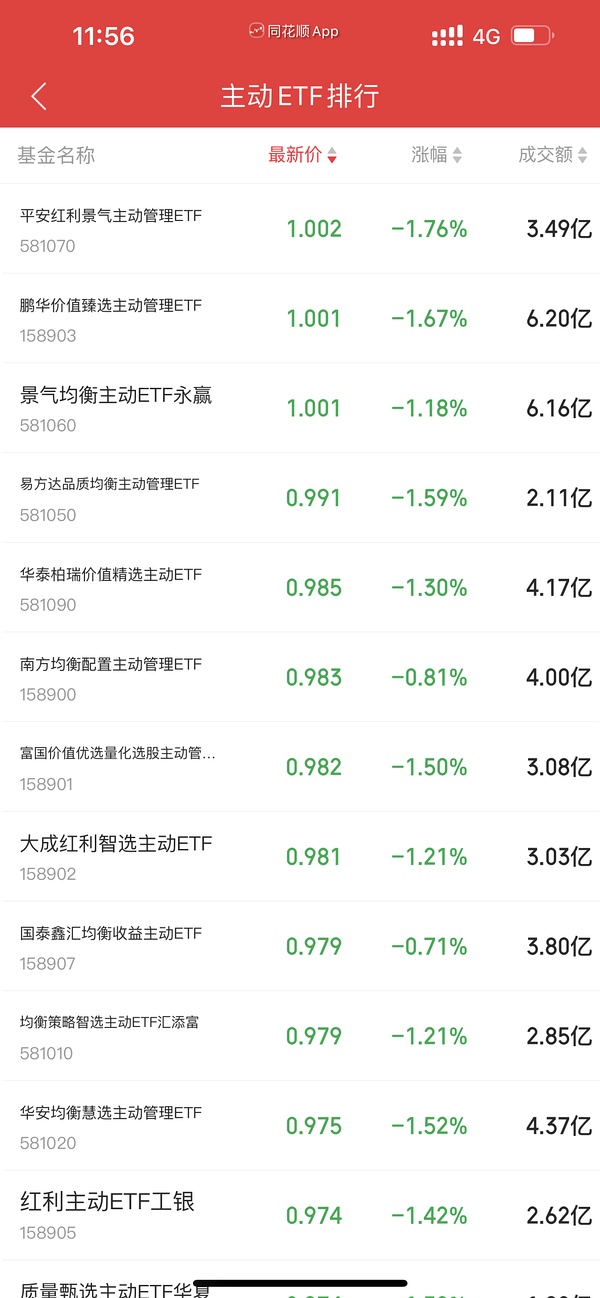 11:56
同花顺App
4G
主动ETF排行
基金名称 最新价 涨幅 成交额
平安红利景气主动管理ETF
1.002 -1.76% 3.49亿
581070
鹏华价值臻选主动管理ETF
1.001 -1.67% 6.20亿
158903
景气均衡主动ETF永赢
1.001 -1.18% 6.16亿
581060
易方达品质均衡主动管理ETF
0.991 -1.59% 2.11亿
581050
华泰柏瑞价值精选主动ETF
0.985 -1.30% 4.17亿
581090
南方均衡配置主动管理ETF
0.983 -0.81% 4.00亿
158900
富国价值优选量化选股主动管...
0.982 -1.50% 3.08亿
158901
大成红利智选主动ETF
0.981 -1.21% 3.03亿
158902
国泰鑫汇均衡收益主动ETF
0.979 -0.71% 3.80亿
158907
均衡策略智选主动ETF汇添富
0.979 -1.21% 2.85亿
581010
华安均衡慧选主动管理ETF
0.975 -1.52% 4.37亿
581020
红利主动ETF工银
0.974 -1.42% 2.62亿
158905
质量甄选主动ETF华夏